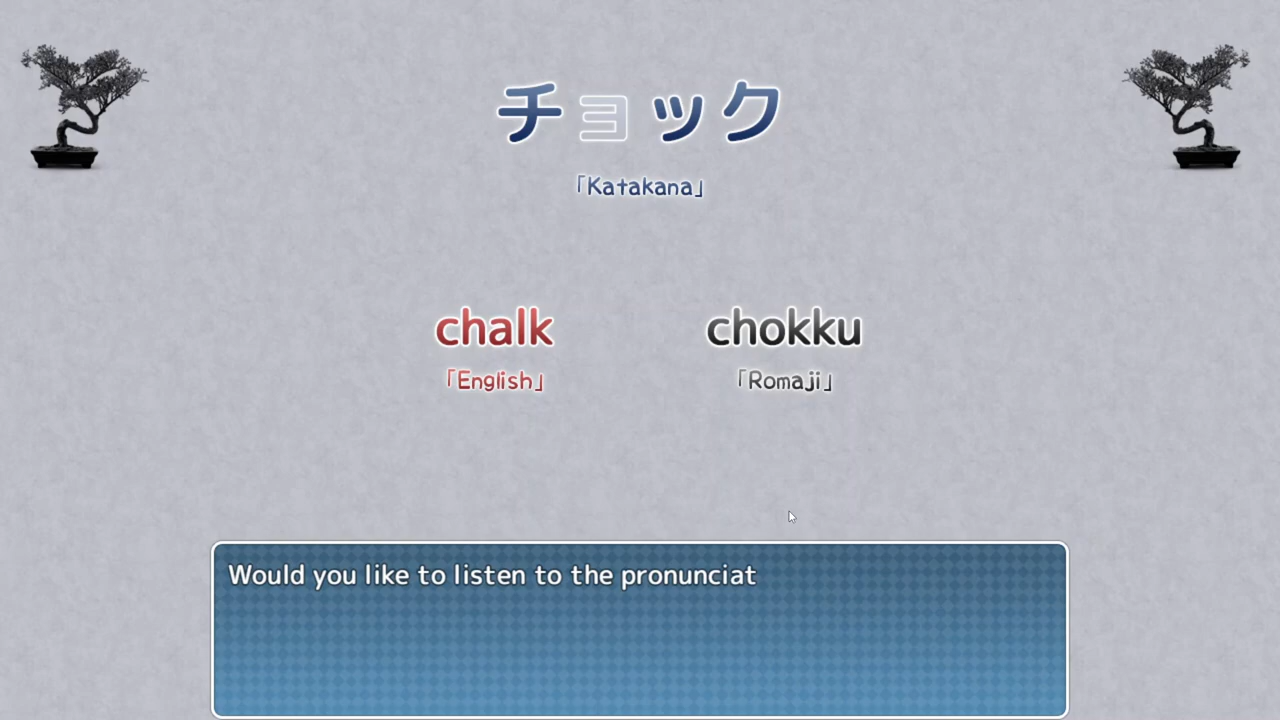 チョック
「Katakana」
chalk chokku
「English」 「Romaji」
Would you like to listen to the pronunciat